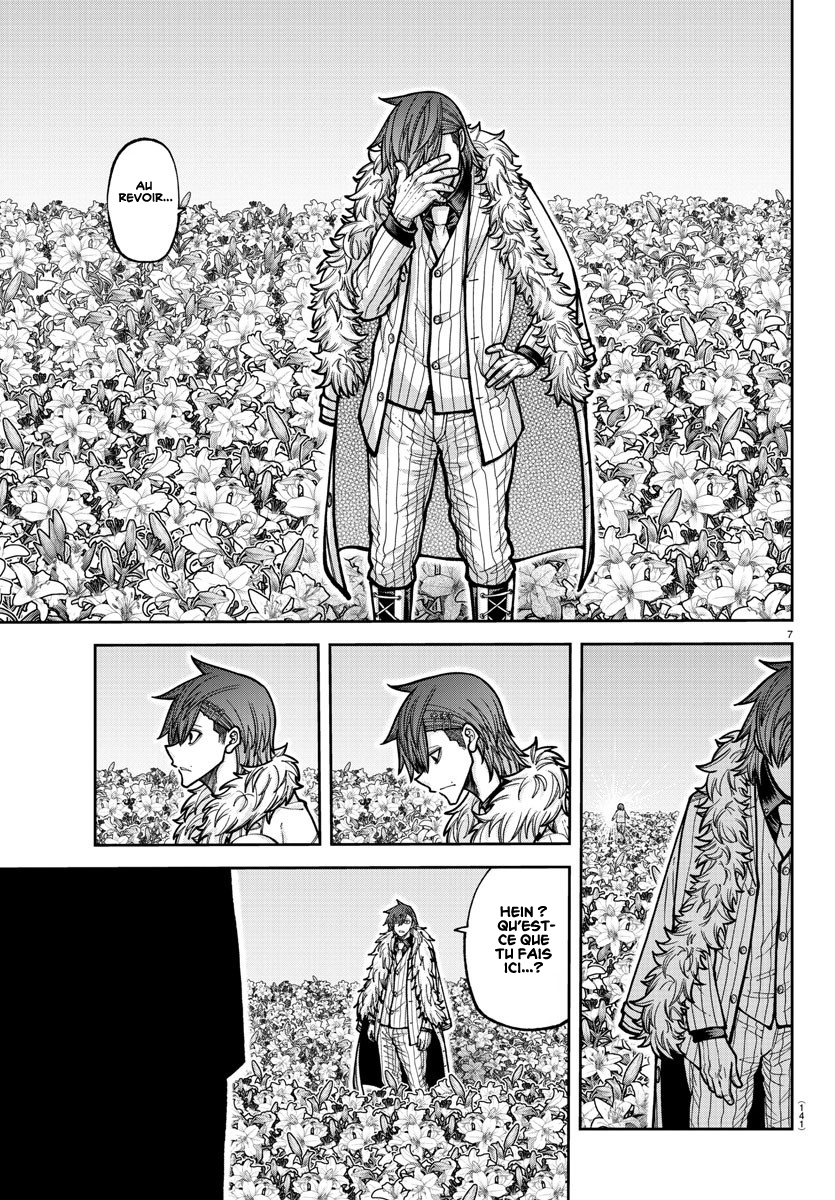 AU
REVOIR...
7
HEIN ?
QU'EST-
CE QUE
TU FAIS
ICI...?
(141)